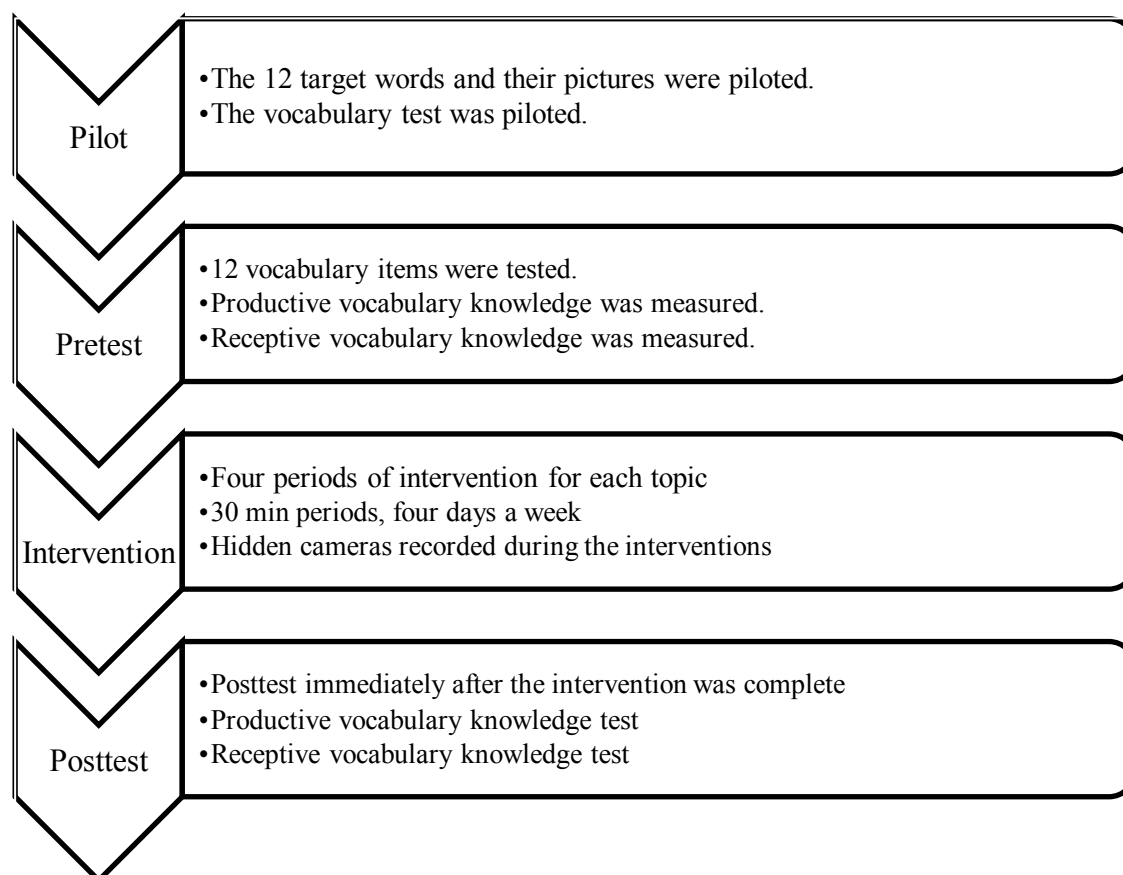 Pilot
•The 12 target words and their pictures were piloted.
•The vocabulary test was piloted.
Pretest
•12 vocabulary items were tested.
•Productive vocabulary knowledge was measured.
•Receptive vocabulary knowledge was measured.
Intervention
•Four periods of intervention for each topic
•30 min periods, four days a week
•Hidden cameras recorded during the interventions
Posttest
•Posttest immediately after the intervention was complete
•Productive vocabulary knowledge test
•Receptive vocabulary knowledge test